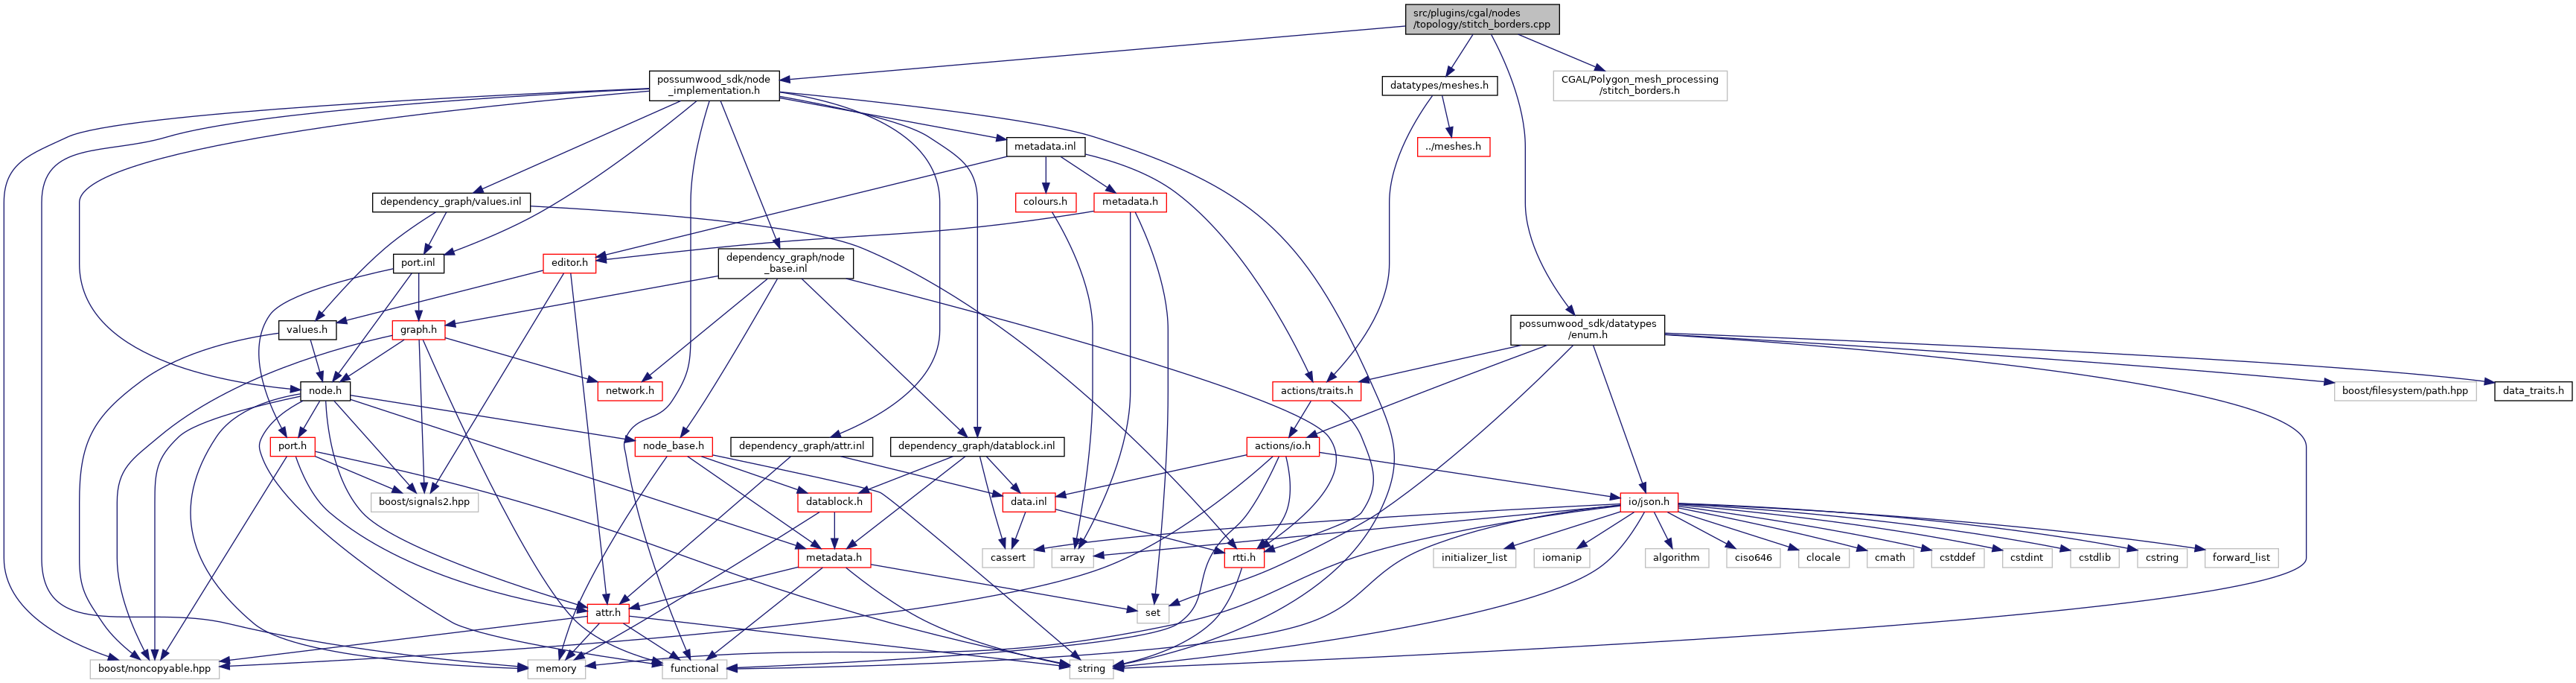 src/plugins/cgal/nodes
/topology/stitch_borders.cpp
possumwood_sdk/node
_implementation.h
datatypes/meshes.h
CGAL/Polygon_mesh_processing
/stitch_borders.h
metadata.inl
../meshes.h
dependency_graph/values.inl
colours.h
metadata.h
port.inl
editor.h
dependency_graph/node
_base.inl
values.h
graph.h
possumwood_sdk/datatypes
/enum.h
node.h
network.h
actions/traits.h
boost/filesystem/path.hpp
data_traits.h
port.h
node_base.h
dependency_graph/attr.inl
dependency_graph/datablock.inl
actions/io.h
boost/signals2.hpp
datablock.h
data.inl
io/json.h
metadata.h
cassert
array
rtti.h
initializer_list
iomanip
algorithm
ciso646
clocale
cmath
cstddef
cstdint
cstdlib
cstring
forward_list
attr.h
set
boost/noncopyable.hpp
memory
functional
string